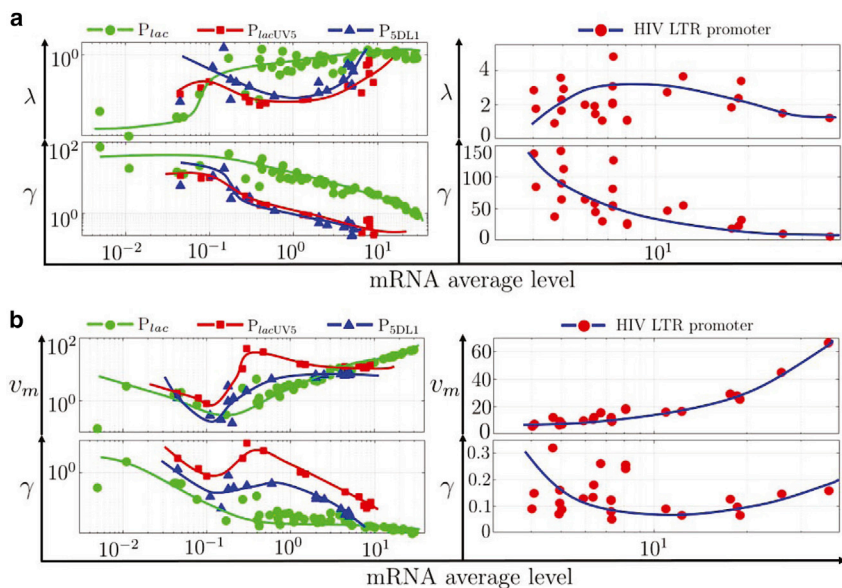 a
P_lac P_lacUV5 P_5DL1 HIV LTR promoter
λ 10^0
λ 4 2 0
γ 10^2 10^0
γ 150 100 50 0
10^-2 10^-1 10^0 10^1
10^1
mRNA average level
b
P_lac P_lacUV5 P_5DL1 HIV LTR promoter
v_m 10^2 10^0
v_m 60 40 20 0
γ 10^0
γ 0.3 0.2 0.1 0
10^-2 10^-1 10^0 10^1
10^1
mRNA average level